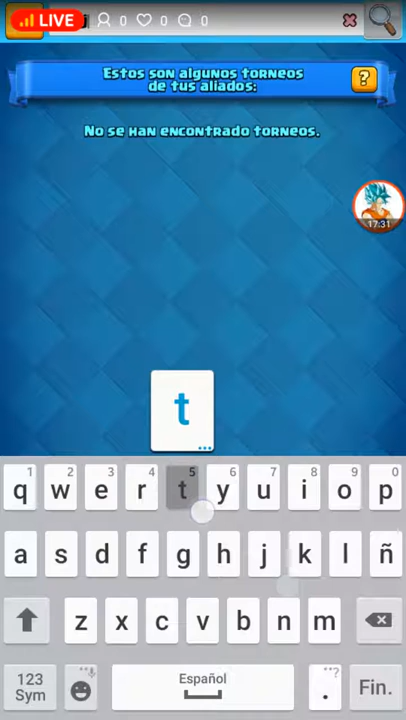 LIVE 0 0 0
Estos son algunos torneos
de tus aliados:
?
No se han encontrado torneos.
17:31
t
1 2 3 4 5 6 7 8 9 0
q w e r t y u i o p
a s d f g h j k l ñ
z x c v b n m
123
Sym
Español
. Fin.